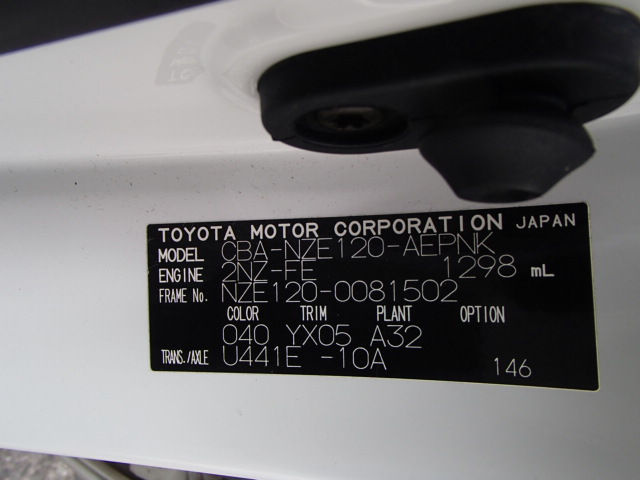 TOYOTA MOTOR CORPORATION JAPAN
MODEL CBA-NZE120-AEPNK
ENGINE 2NZ-FE 1298 mL
FRAME No. NZE120-0081502
COLOR TRIM PLANT OPTION
040 YX05 A32
TRANS./AXLE U441E -10A
146